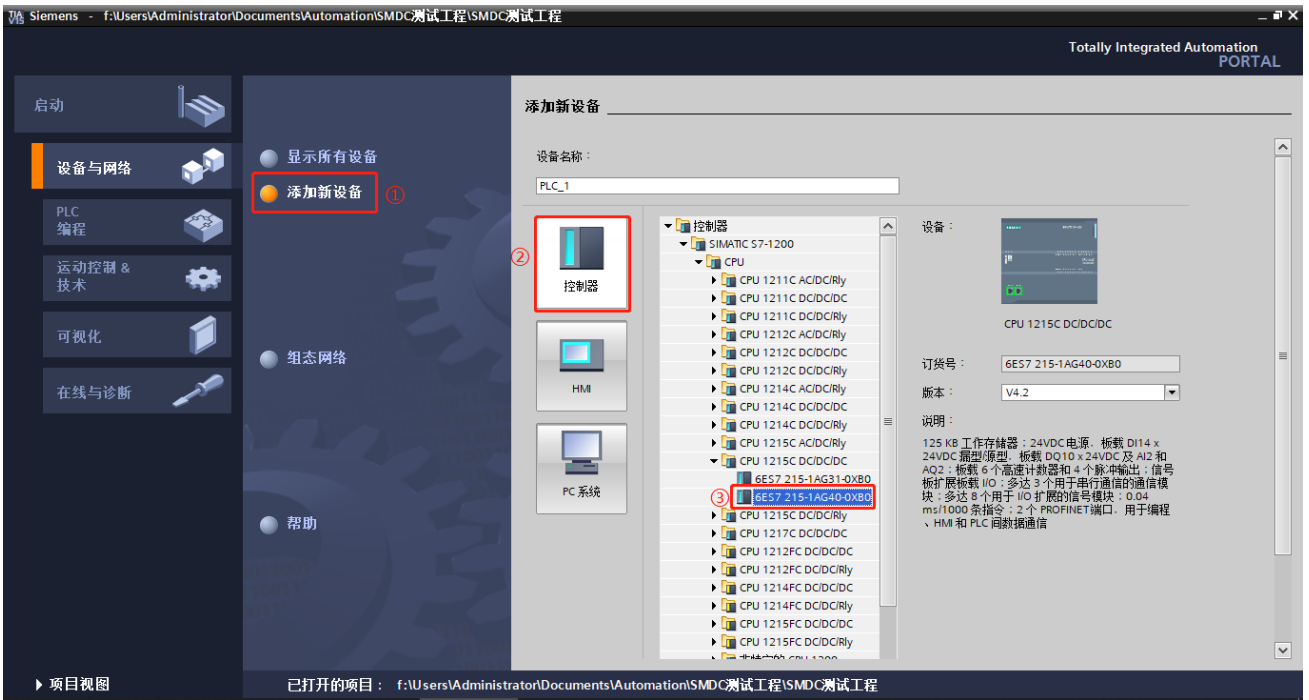 Siemens - f:\Users\Administrator\Documents\Automation\SMDC测试工程\SMDC测试工程
Totally Integrated Automation
PORTAL
启动
设备与网络
PLC
编程
运动控制 &
技术
可视化
在线与诊断
项目视图
显示所有设备
添加新设备
①
组态网络
帮助
添加新设备
设备名称：
PLC_1
②
控制器
HMI
PC 系统
控制器
SIMATIC S7-1200
CPU
CPU 1211C AC/DC/Rly
CPU 1211C DC/DC/DC
CPU 1211C DC/DC/Rly
CPU 1212C AC/DC/Rly
CPU 1212C DC/DC/DC
CPU 1212C DC/DC/Rly
CPU 1214C AC/DC/Rly
CPU 1214C DC/DC/DC
CPU 1214C DC/DC/Rly
CPU 1215C AC/DC/Rly
CPU 1215C DC/DC/DC
6ES7 215-1AG31-0XB0
③
6ES7 215-1AG40-0XB0
CPU 1215C DC/DC/Rly
CPU 1217C DC/DC/DC
CPU 1212FC DC/DC/DC
CPU 1212FC DC/DC/Rly
CPU 1214FC DC/DC/DC
CPU 1214FC DC/DC/Rly
CPU 1215FC DC/DC/DC
CPU 1215FC DC/DC/Rly
设备：
CPU 1215C DC/DC/DC
订货号：
6ES7 215-1AG40-0XB0
版本：
V4.2
说明：
125 KB 工作存储器；24VDC 电源，板载 DI14 x
24VDC 漏型/源型，板载 DQ10 x 24VDC 及 AI2 和
AQ2；板载 6 个高速计数器和 4 个脉冲输出；信号
板扩展板载 I/O；多达 3 个用于串行通信的通信模
块；多达 8 个用于 I/O 扩展的信号模块；0.04
ms/1000 条指令；2 个 PROFINET端口，用于编程
、HMI 和 PLC 间数据通信
已打开的项目： f:\Users\Administrator\Documents\Automation\SMDC测试工程\SMDC测试工程